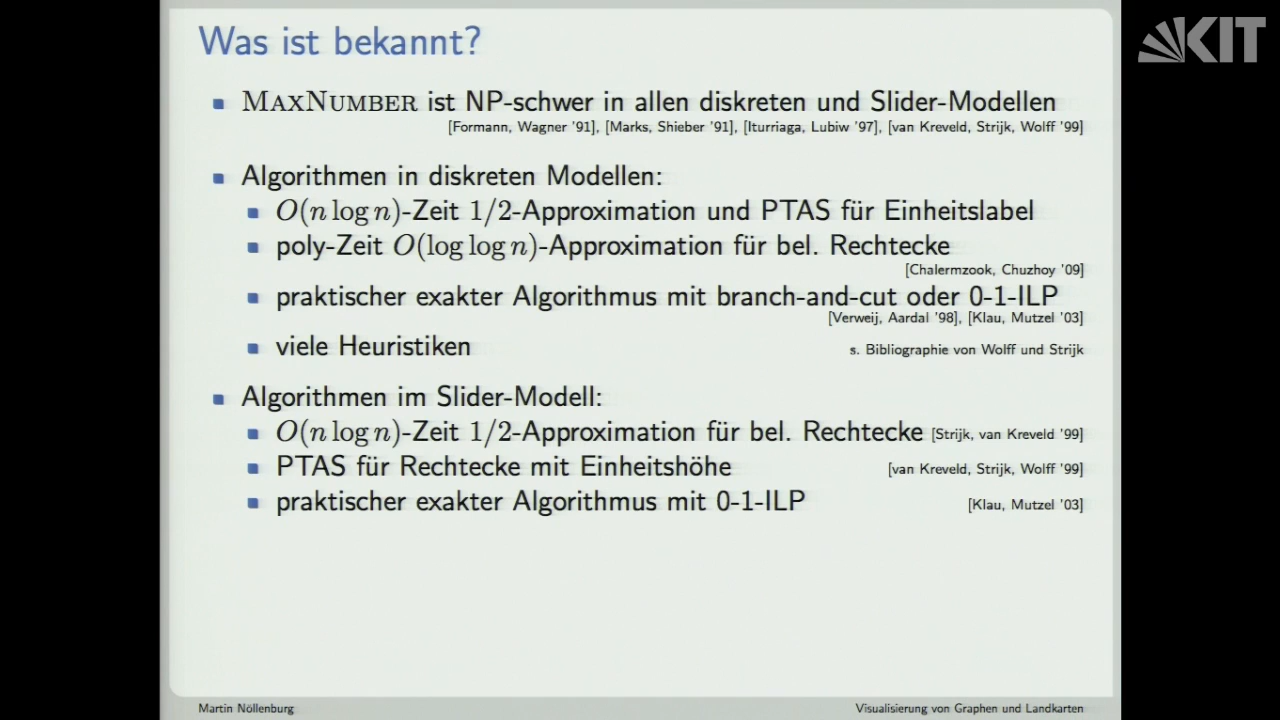 Was ist bekannt?
KIT
MAXNUMBER ist NP-schwer in allen diskreten und Slider-Modellen
[Formann, Wagner '91], [Marks, Shieber '91], [Iturriaga, Lubiw '97], [van Kreveld, Strijk, Wolff '99]
Algorithmen in diskreten Modellen:
O(n log n)-Zeit 1/2-Approximation und PTAS für Einheitslabel
poly-Zeit O(log log n)-Approximation für bel. Rechtecke
[Chalermzook, Chuzhoy '09]
praktischer exakter Algorithmus mit branch-and-cut oder 0-1-ILP
[Verweij, Aardal '98], [Klau, Mutzel '03]
viele Heuristiken s. Bibliographie von Wolff und Strijk
Algorithmen im Slider-Modell:
O(n log n)-Zeit 1/2-Approximation für bel. Rechtecke [Strijk, van Kreveld '99]
PTAS für Rechtecke mit Einheitshöhe [van Kreveld, Strijk, Wolff '99]
praktischer exakter Algorithmus mit 0-1-ILP [Klau, Mutzel '03]
Martin Nöllenburg Visualisierung von Graphen und Landkarten